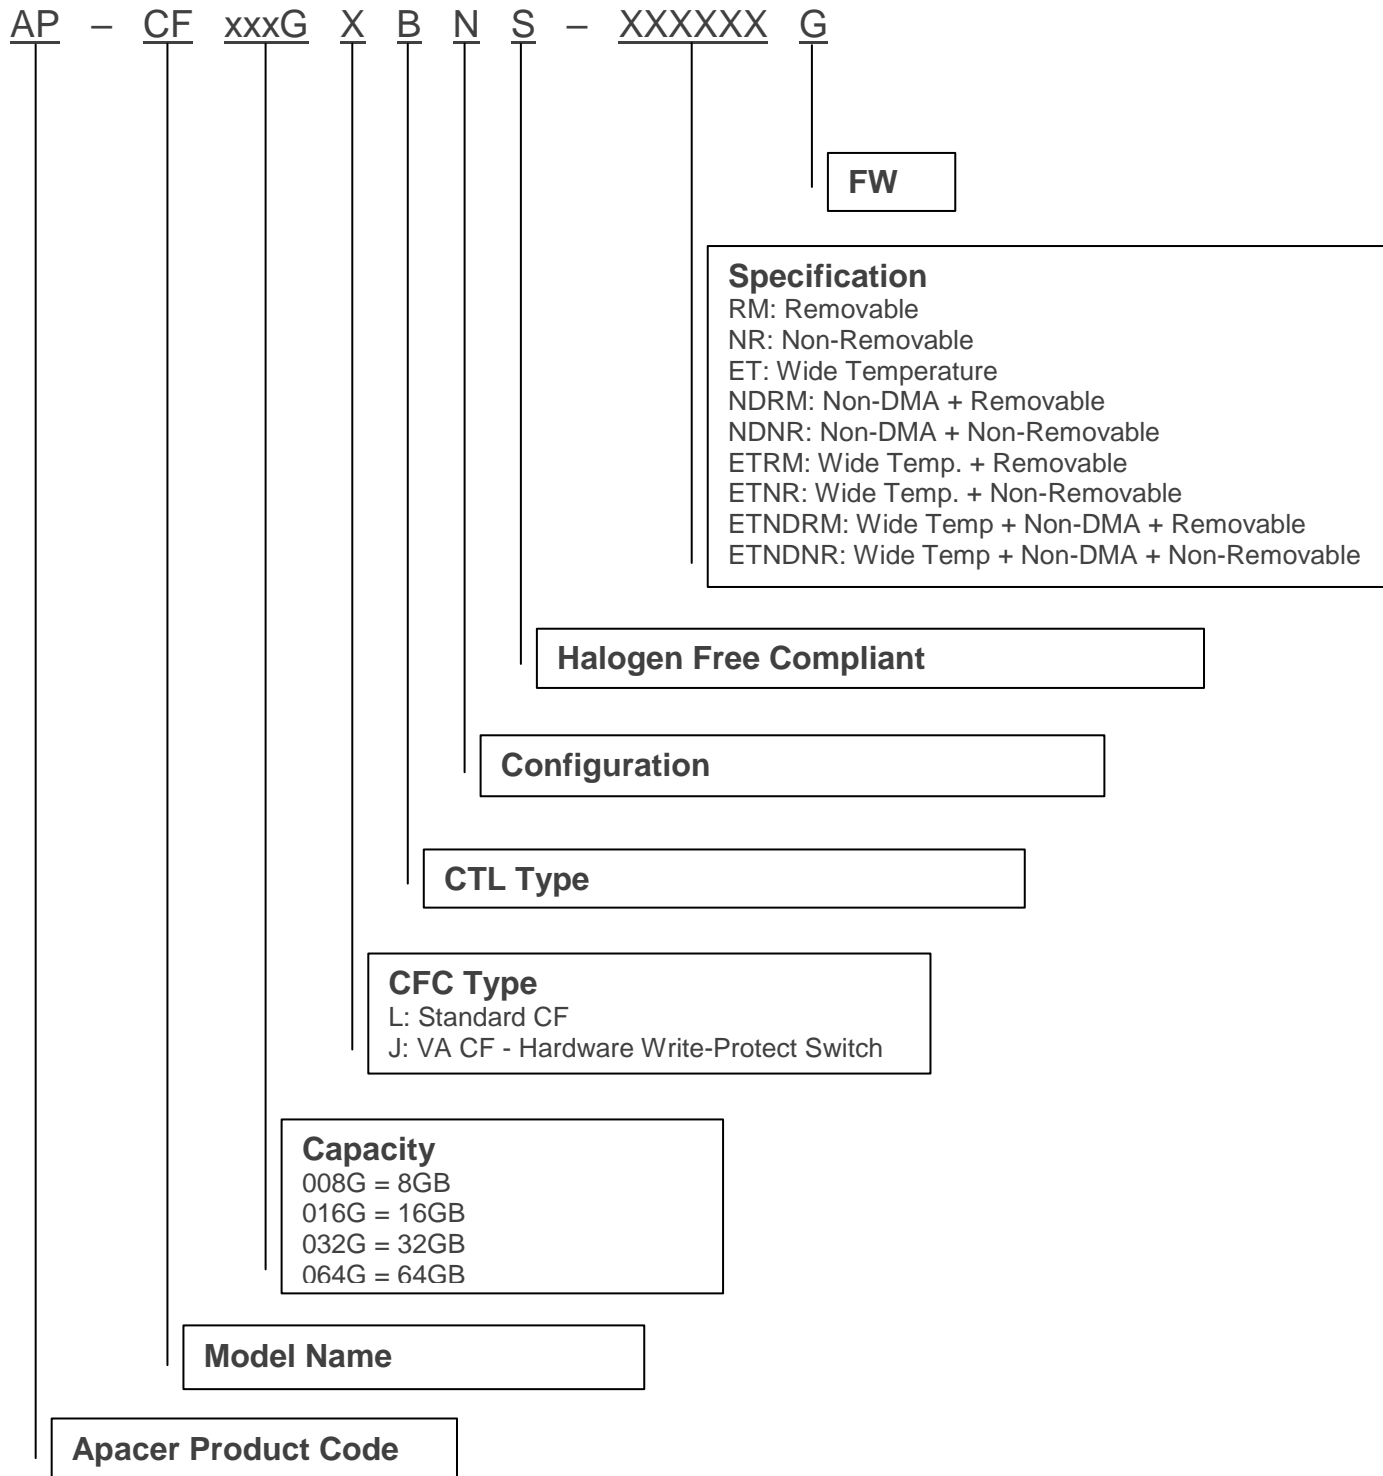 AP – CF xxxG X B N S – XXXXXX G
FW
Specification
RM: Removable
NR: Non-Removable
ET: Wide Temperature
NDRM: Non-DMA + Removable
NDNR: Non-DMA + Non-Removable
ETRM: Wide Temp. + Removable
ETNR: Wide Temp. + Non-Removable
ETNDRM: Wide Temp + Non-DMA + Removable
ETNDNR: Wide Temp + Non-DMA + Non-Removable
Halogen Free Compliant
Configuration
CTL Type
CFC Type
L: Standard CF
J: VA CF - Hardware Write-Protect Switch
Capacity
008G = 8GB
016G = 16GB
032G = 32GB
064G = 64GB
Model Name
Apacer Product Code